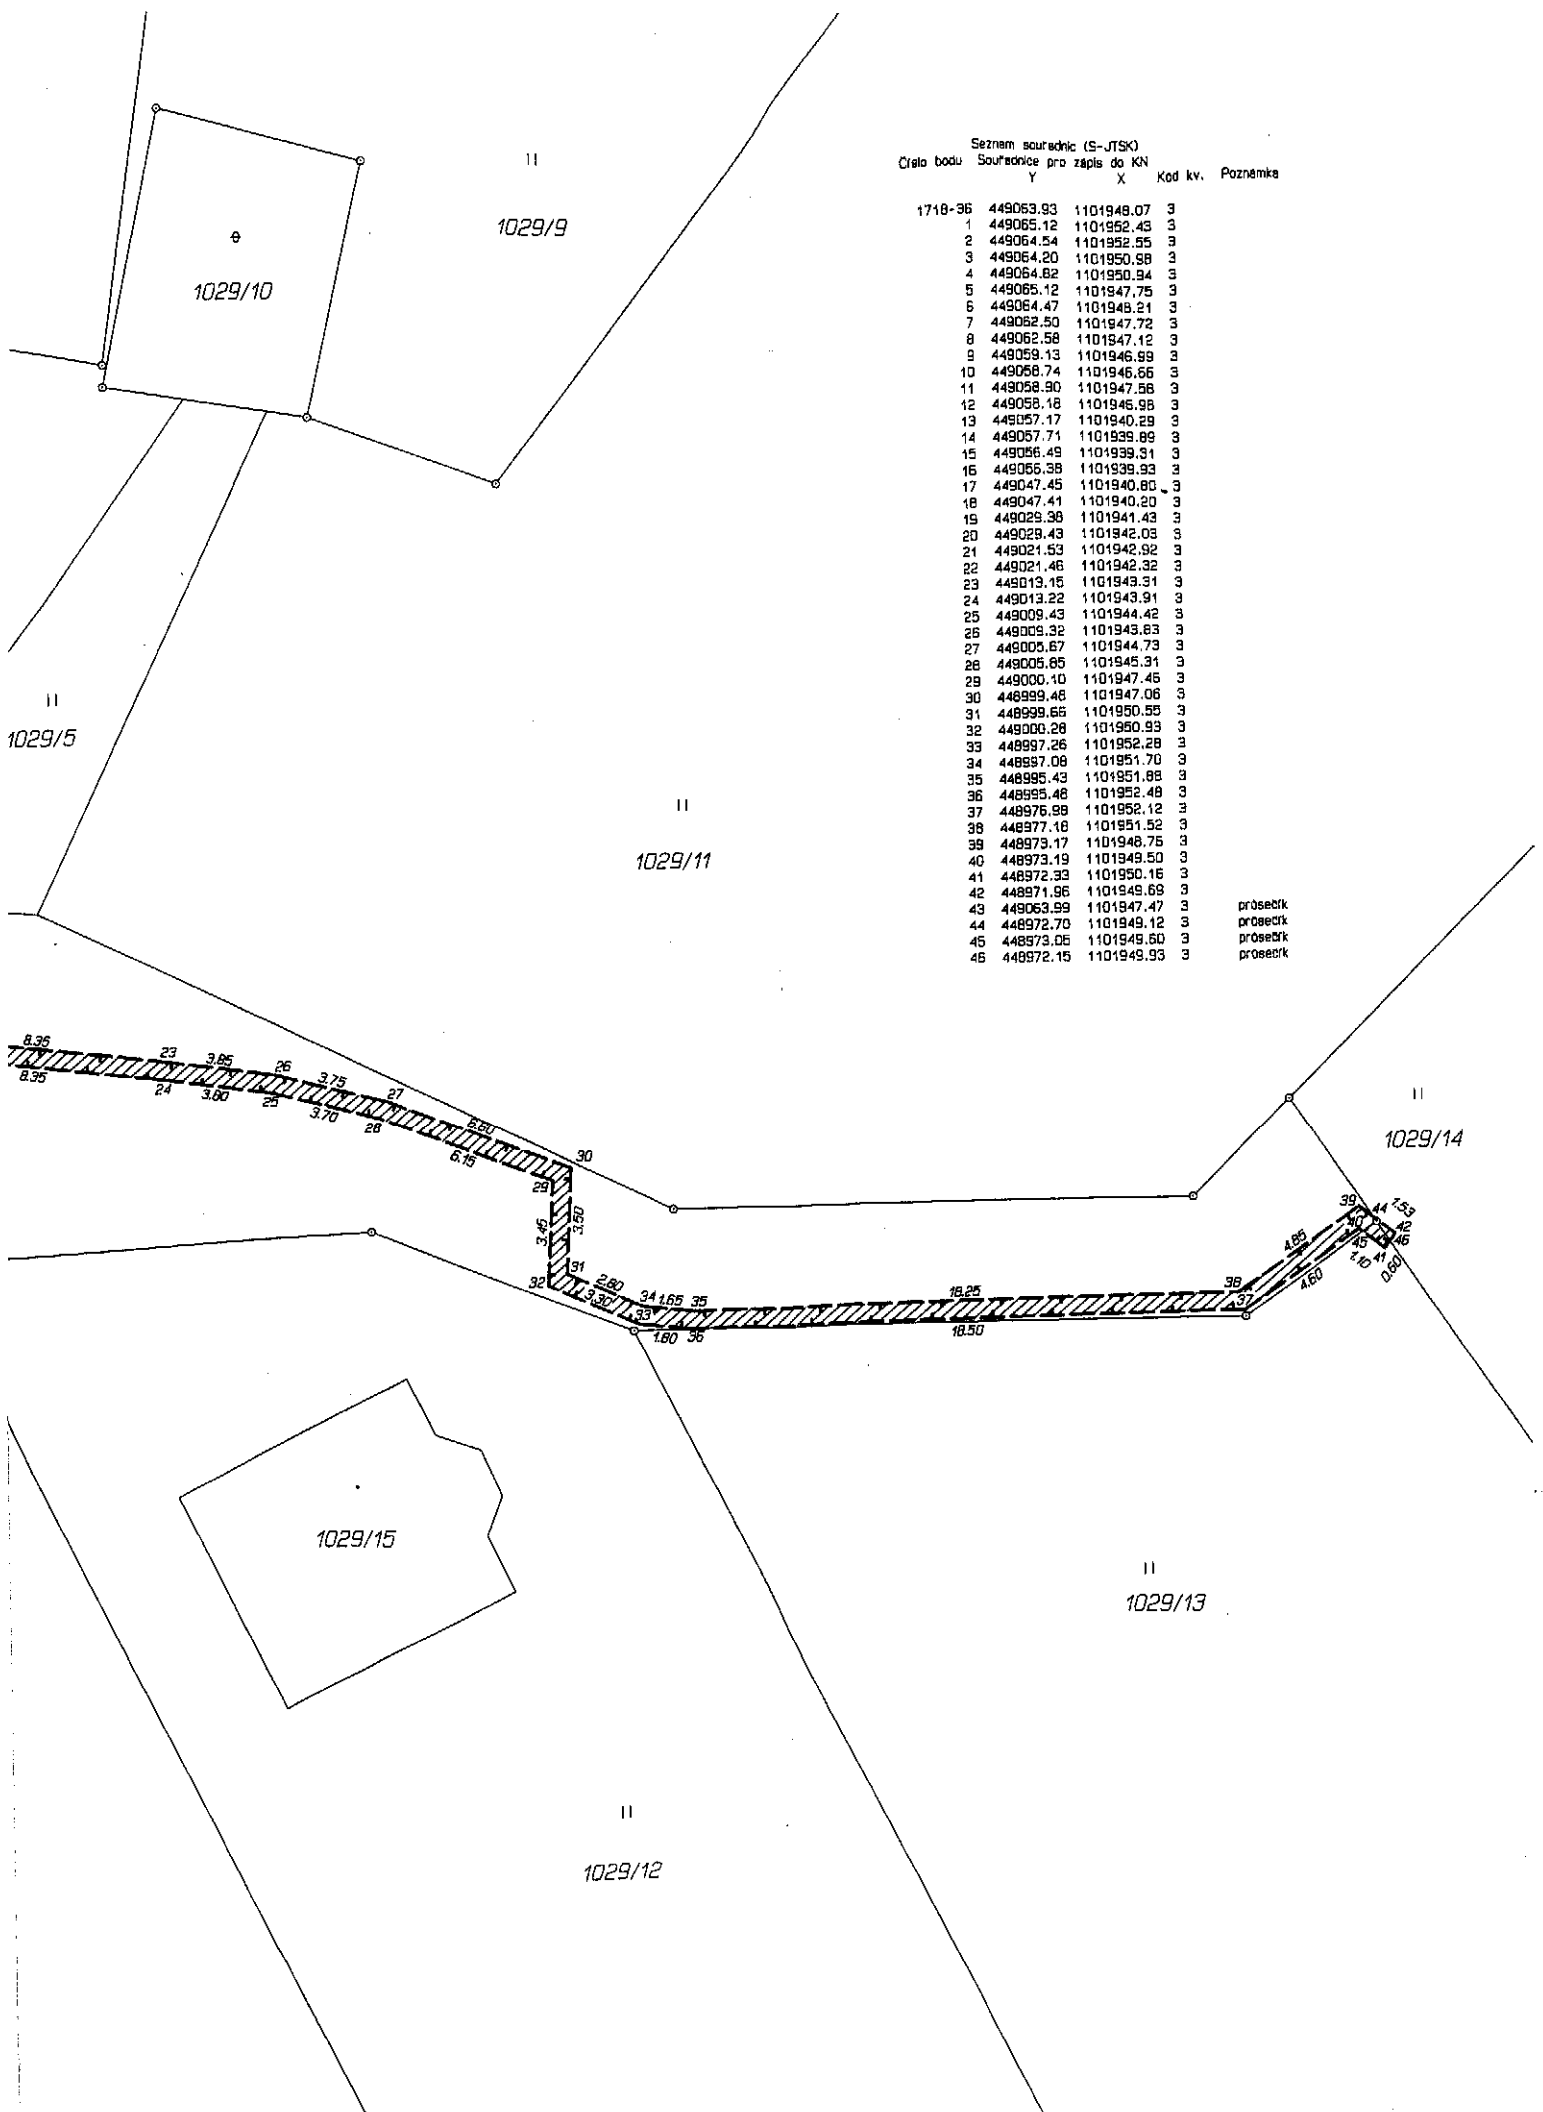 Seznam souřadnic (S-JTSK)
Číslo bodu Souřadnice pro zápis do KN
Y X Kod kv. Poznámka
1718-36 449063.93 1101948.07 3
1 449065.12 1101952.43 3
2 449064.54 1101952.55 3
3 449064.20 1101950.98 3
4 449064.82 1101950.94 3
5 449065.12 1101947.75 3
6 449064.47 1101948.21 3
7 449062.50 1101947.72 3
8 449062.58 1101947.12 3
9 449059.13 1101946.99 3
10 449058.74 1101946.66 3
11 449058.90 1101947.58 3
12 449058.18 1101946.98 3
13 449057.17 1101940.29 3
14 449057.71 1101939.89 3
15 449056.49 1101939.31 3
16 449056.38 1101939.93 3
17 449047.45 1101940.80 3
18 449047.41 1101940.20 3
19 449029.38 1101941.43 3
20 449029.43 1101942.03 3
21 449021.53 1101942.92 3
22 449021.46 1101942.32 3
23 449013.15 1101943.31 3
24 449013.22 1101943.91 3
25 449009.43 1101944.42 3
26 449009.32 1101943.83 3
27 449005.67 1101944.73 3
28 449005.85 1101945.31 3
29 449000.10 1101947.46 3
30 448999.48 1101947.06 3
31 448999.66 1101950.55 3
32 449000.28 1101950.93 3
33 448997.26 1101952.28 3
34 448997.08 1101951.70 3
35 448995.43 1101951.88 3
36 448995.48 1101952.48 3
37 448976.98 1101952.12 3
38 448977.18 1101951.52 3
39 448973.17 1101948.76 3
40 448973.19 1101949.50 3
41 448972.33 1101950.16 3
42 448971.96 1101949.69 3
43 449063.99 1101947.47 3 průsečík
44 448972.70 1101949.12 3 průsečík
45 448973.06 1101949.60 3 průsečík
46 448972.15 1101949.93 3 průsečík
1029/9
1029/10
1029/5
1029/11
8.35 23 3.85 26 3.75 27 6.60 30
8.35 24 3.80 25 3.70 28 6.15 29
3.45 3.50
1029/14
39 44 1.53 42
40 45 1.10 41 46 0.60
4.85 4.60
32 31 2.80 34 1.65 35 18.25 38
3.30 33 1.80 36 18.50 37
1029/15
1029/13
1029/12